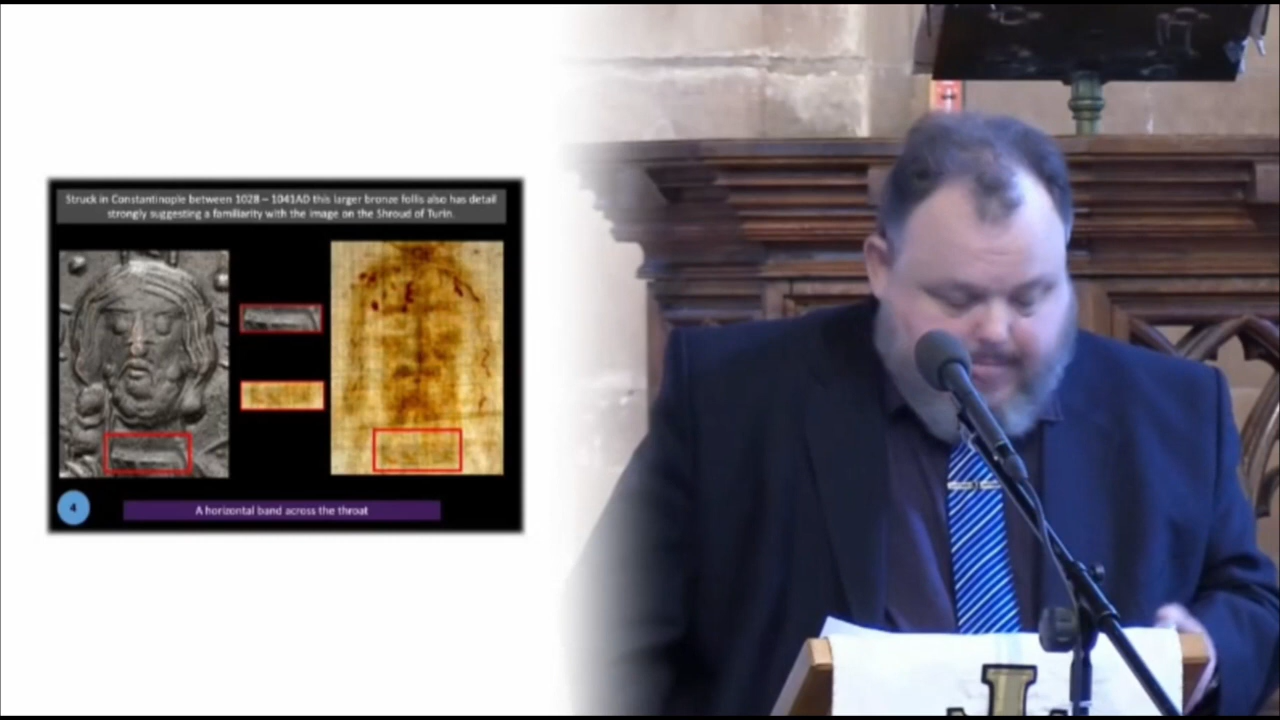 Struck in Constantinople between 1028 – 1041AD this larger bronze follis also has detail
strongly suggesting a familiarity with the image on the Shroud of Turin.
4
A horizontal band across the throat